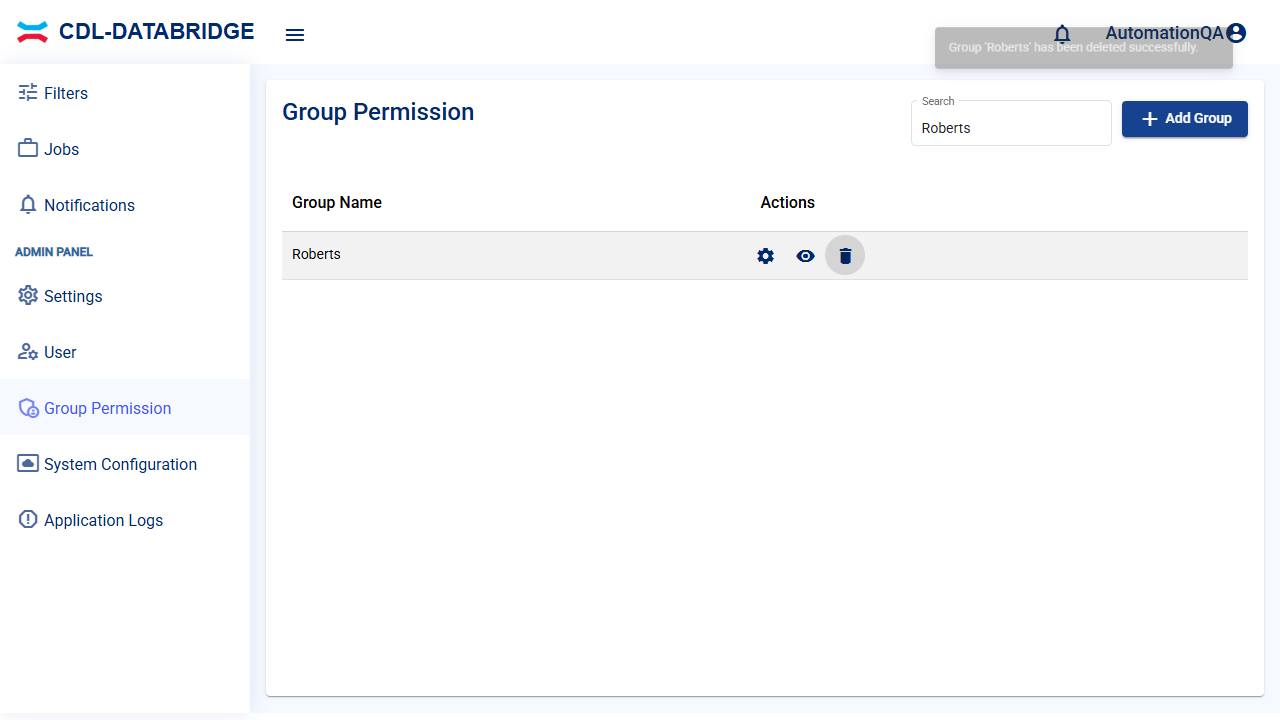 CDL-DATABRIDGE
AutomationQA
Group 'Roberts' has been deleted successfully.
Filters
Jobs
Notifications
ADMIN PANEL
Settings
User
Group Permission
System Configuration
Application Logs
Group Permission
Search
Roberts
Add Group
Group Name
Actions
Roberts